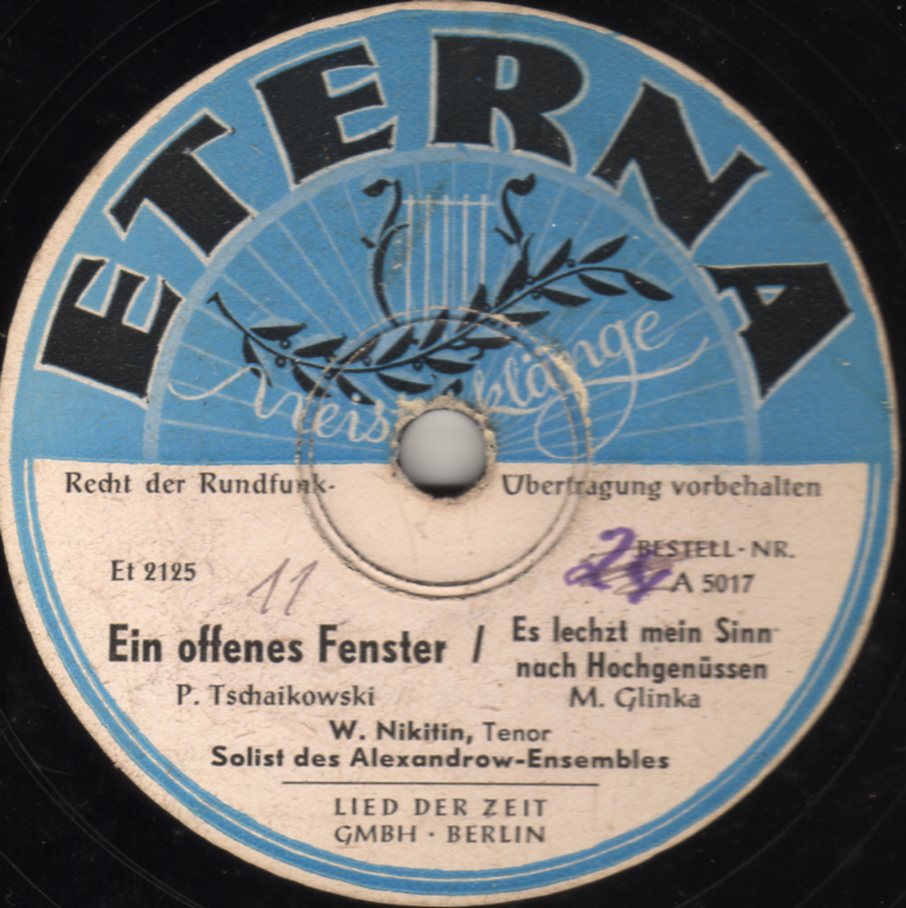 ETERNA
Meisterklänge
Recht der Rundfunk- Übertragung vorbehalten
BESTELL-NR.
Et 2125 11 24 A 5017
Ein offenes Fenster / Es lechzt mein Sinn
nach Hochgenüssen
P. Tschaikowski M. Glinka
W. Nikitin, Tenor
Solist des Alexandrow-Ensembles
LIED DER ZEIT
GMBH · BERLIN